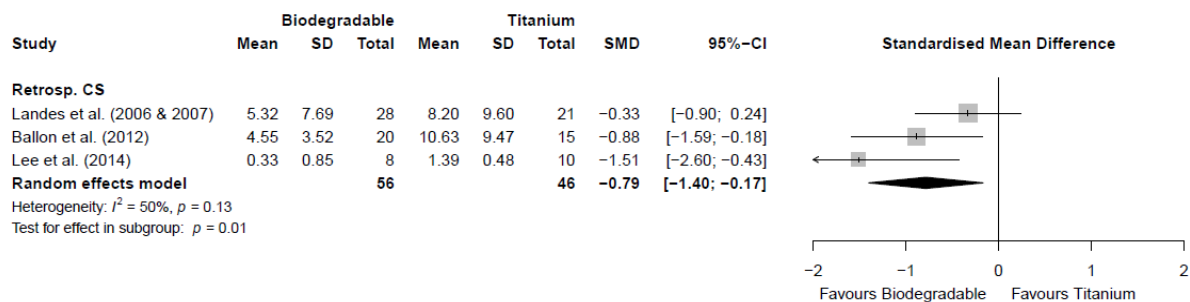 Biodegradable Titanium
Study Mean SD Total Mean SD Total SMD 95%−CI Standardised Mean Difference
Retrosp. CS
Landes et al. (2006 & 2007) 5.32 7.69 28 8.20 9.60 21 −0.33 [−0.90; 0.24]
Ballon et al. (2012) 4.55 3.52 20 10.63 9.47 15 −0.88 [−1.59; −0.18]
Lee et al. (2014) 0.33 0.85 8 1.39 0.48 10 −1.51 [−2.60; −0.43]
Random effects model 56 46 −0.79 [−1.40; −0.17]
Heterogeneity: I² = 50%, p = 0.13
Test for effect in subgroup: p = 0.01
−2 −1 0 1 2
Favours Biodegradable Favours Titanium